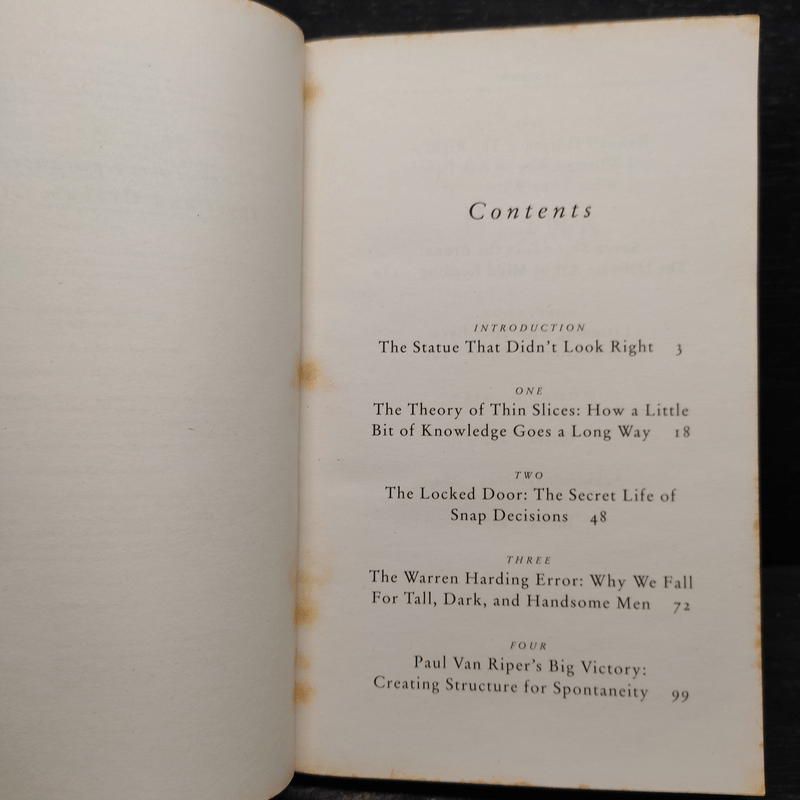 Contents
INTRODUCTION
The Statue That Didn't Look Right 3
ONE
The Theory of Thin Slices: How a Little
Bit of Knowledge Goes a Long Way 18
TWO
The Locked Door: The Secret Life of
Snap Decisions 48
THREE
The Warren Harding Error: Why We Fall
For Tall, Dark, and Handsome Men 72
FOUR
Paul Van Riper's Big Victory:
Creating Structure for Spontaneity 99